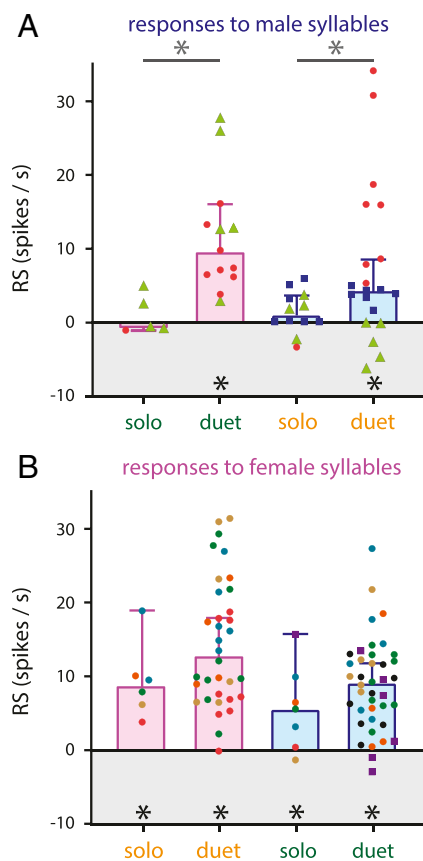 A
responses to male syllables
* *
RS (spikes / s)
30
20
10
0
-10
* *
solo duet solo duet
B
responses to female syllables
RS (spikes / s)
30
20
10
0
-10
* * * *
solo duet solo duet